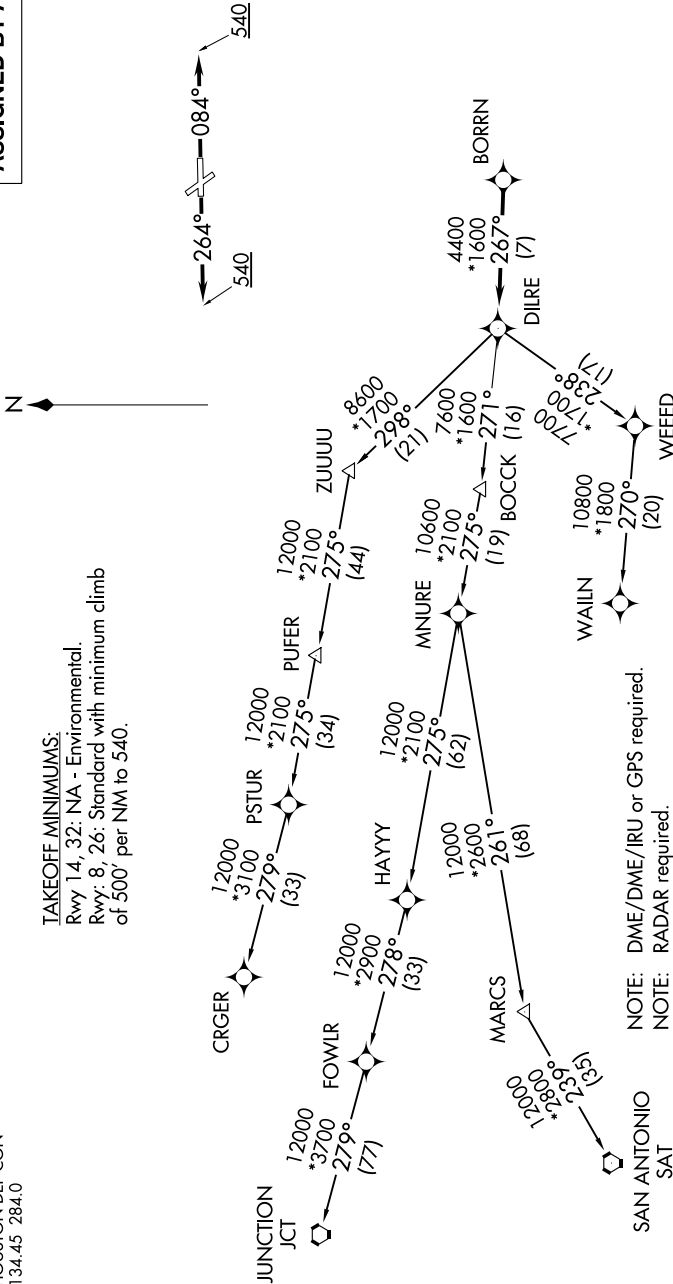 134.45 284.0
N
TAKEOFF MINIMUMS:
Rwy 14, 32: NA - Environmental.
Rwy: 8, 26: Standard with minimum climb
of 500' per NM to 540.
540
264°
084°
540
BORRN
4400
*1600
267°
(7)
DILRE
8600
*1700
298°
(21)
ZUUUU
12000
*2100
275°
(44)
PUFER
12000
*2100
275°
(34)
PSTUR
12000
*3100
279°
(33)
CRGER
7600
*1600
271°
(16)
BOCCK
10600
*2100
275°
(19)
MNURE
12000
*2100
275°
(62)
HAYYY
12000
*2900
278°
(33)
FOWLR
12000
*3700
279°
(77)
JUNCTION
JCT
12000
*2600
261°
(68)
MARCS
12000
*2800
239°
(35)
SAN ANTONIO
SAT
7700
*1700
238°
(17)
WEEED
10800
*1800
270°
(20)
WAILN
NOTE: DME/DME/IRU or GPS required.
NOTE: RADAR required.